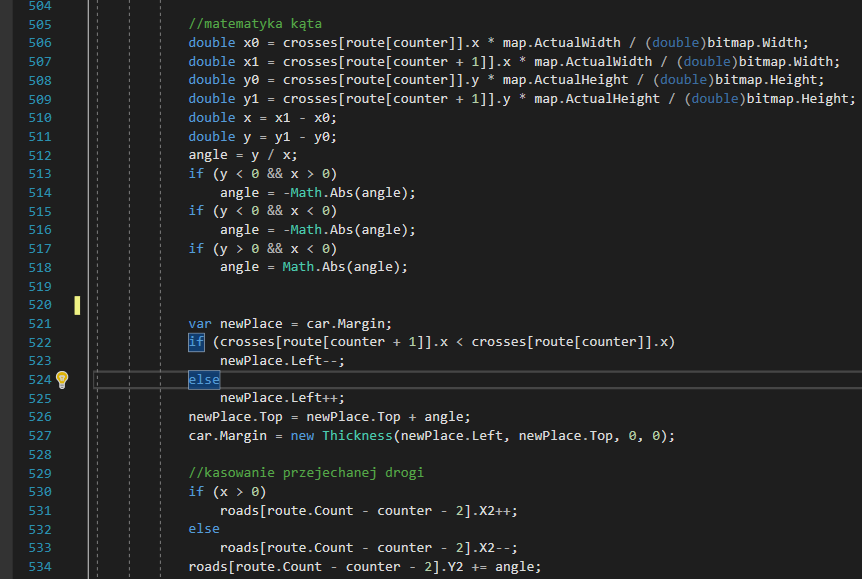 504
505 //matematyka kąta
506 double x0 = crosses[route[counter]].x * map.ActualWidth / (double)bitmap.Width;
507 double x1 = crosses[route[counter + 1]].x * map.ActualWidth / (double)bitmap.Width;
508 double y0 = crosses[route[counter]].y * map.ActualHeight / (double)bitmap.Height;
509 double y1 = crosses[route[counter + 1]].y * map.ActualHeight / (double)bitmap.Height;
510 double x = x1 - x0;
511 double y = y1 - y0;
512 angle = y / x;
513 if (y < 0 && x > 0)
514 angle = -Math.Abs(angle);
515 if (y < 0 && x < 0)
516 angle = -Math.Abs(angle);
517 if (y > 0 && x < 0)
518 angle = Math.Abs(angle);
519
520
521 var newPlace = car.Margin;
522 if (crosses[route[counter + 1]].x < crosses[route[counter]].x)
523 newPlace.Left--;
524 else
525 newPlace.Left++;
526 newPlace.Top = newPlace.Top + angle;
527 car.Margin = new Thickness(newPlace.Left, newPlace.Top, 0, 0);
528
529 //kasowanie przejechanej drogi
530 if (x > 0)
531 roads[route.Count - counter - 2].X2++;
532 else
533 roads[route.Count - counter - 2].X2--;
534 roads[route.Count - counter - 2].Y2 += angle;